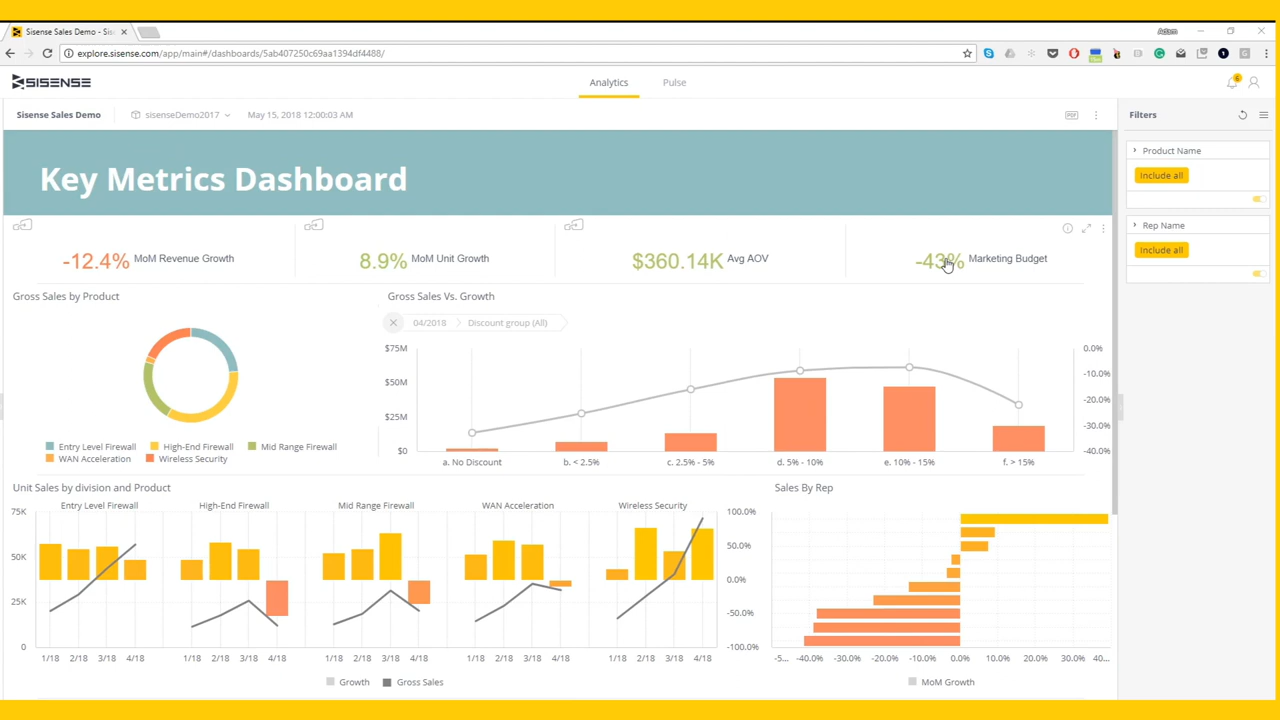 Sisense Sales Demo - Sis
Adam
explore.sisense.com/app/main#/dashboards/5ab407250c69aa1394df4488/
SISENSE
Analytics
Pulse
6
Sisense Sales Demo
sisenseDemo2017
May 15, 2018 12:00:03 AM
PDF
Filters
Key Metrics Dashboard
Product Name
Include all
Rep Name
Include all
-12.4% MoM Revenue Growth
8.9% MoM Unit Growth
$360.14K Avg AOV
-43% Marketing Budget
Gross Sales by Product
Entry Level Firewall High-End Firewall Mid Range Firewall
WAN Acceleration Wireless Security
Gross Sales Vs. Growth
04/2018 Discount group (All)
$75M
$50M
$25M
$0
0.0%
-10.0%
-20.0%
-30.0%
-40.0%
a. No Discount b. < 2.5% c. 2.5% - 5% d. 5% - 10% e. 10% - 15% f. > 15%
Unit Sales by division and Product
Entry Level Firewall High-End Firewall Mid Range Firewall WAN Acceleration Wireless Security
75K
50K
25K
0
100.0%
50.0%
0.0%
-50.0%
-100.0%
1/18 2/18 3/18 4/18 1/18 2/18 3/18 4/18 1/18 2/18 3/18 4/18 1/18 2/18 3/18 4/18 1/18 2/18 3/18 4/18
Growth Gross Sales
Sales By Rep
-5... -40.0% -30.0% -20.0% -10.0% 0.0% 10.0% 20.0% 30.0% 40...
MoM Growth